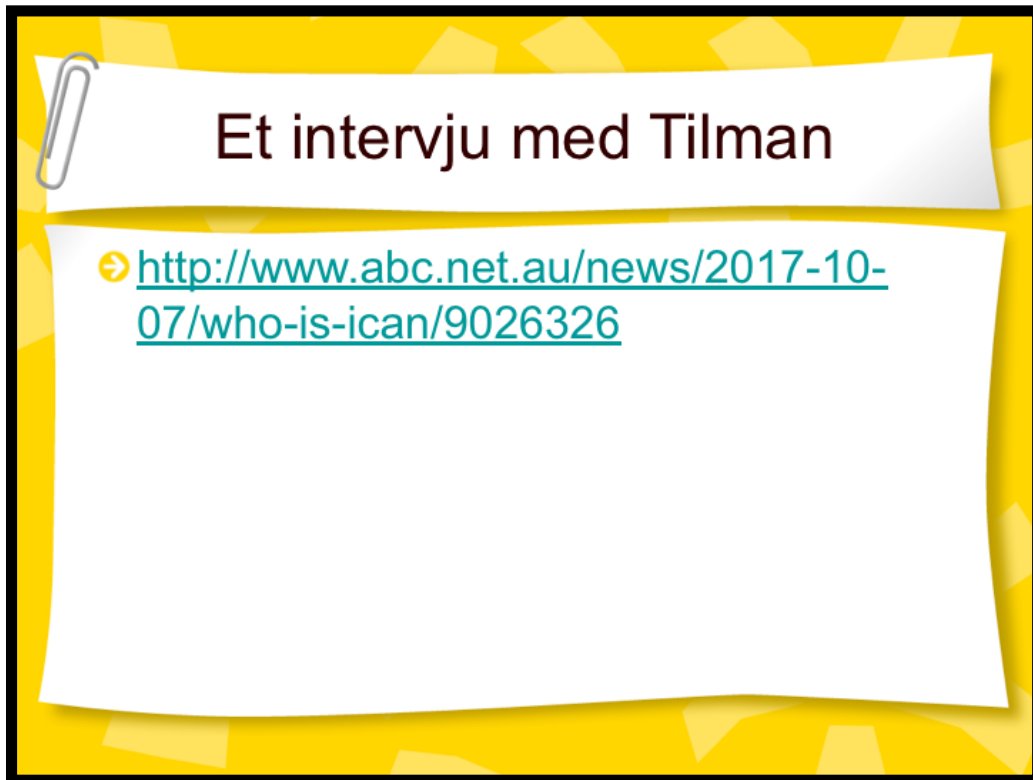 Et intervju med Tilman
http://www.abc.net.au/news/2017-10-
07/who-is-ican/9026326